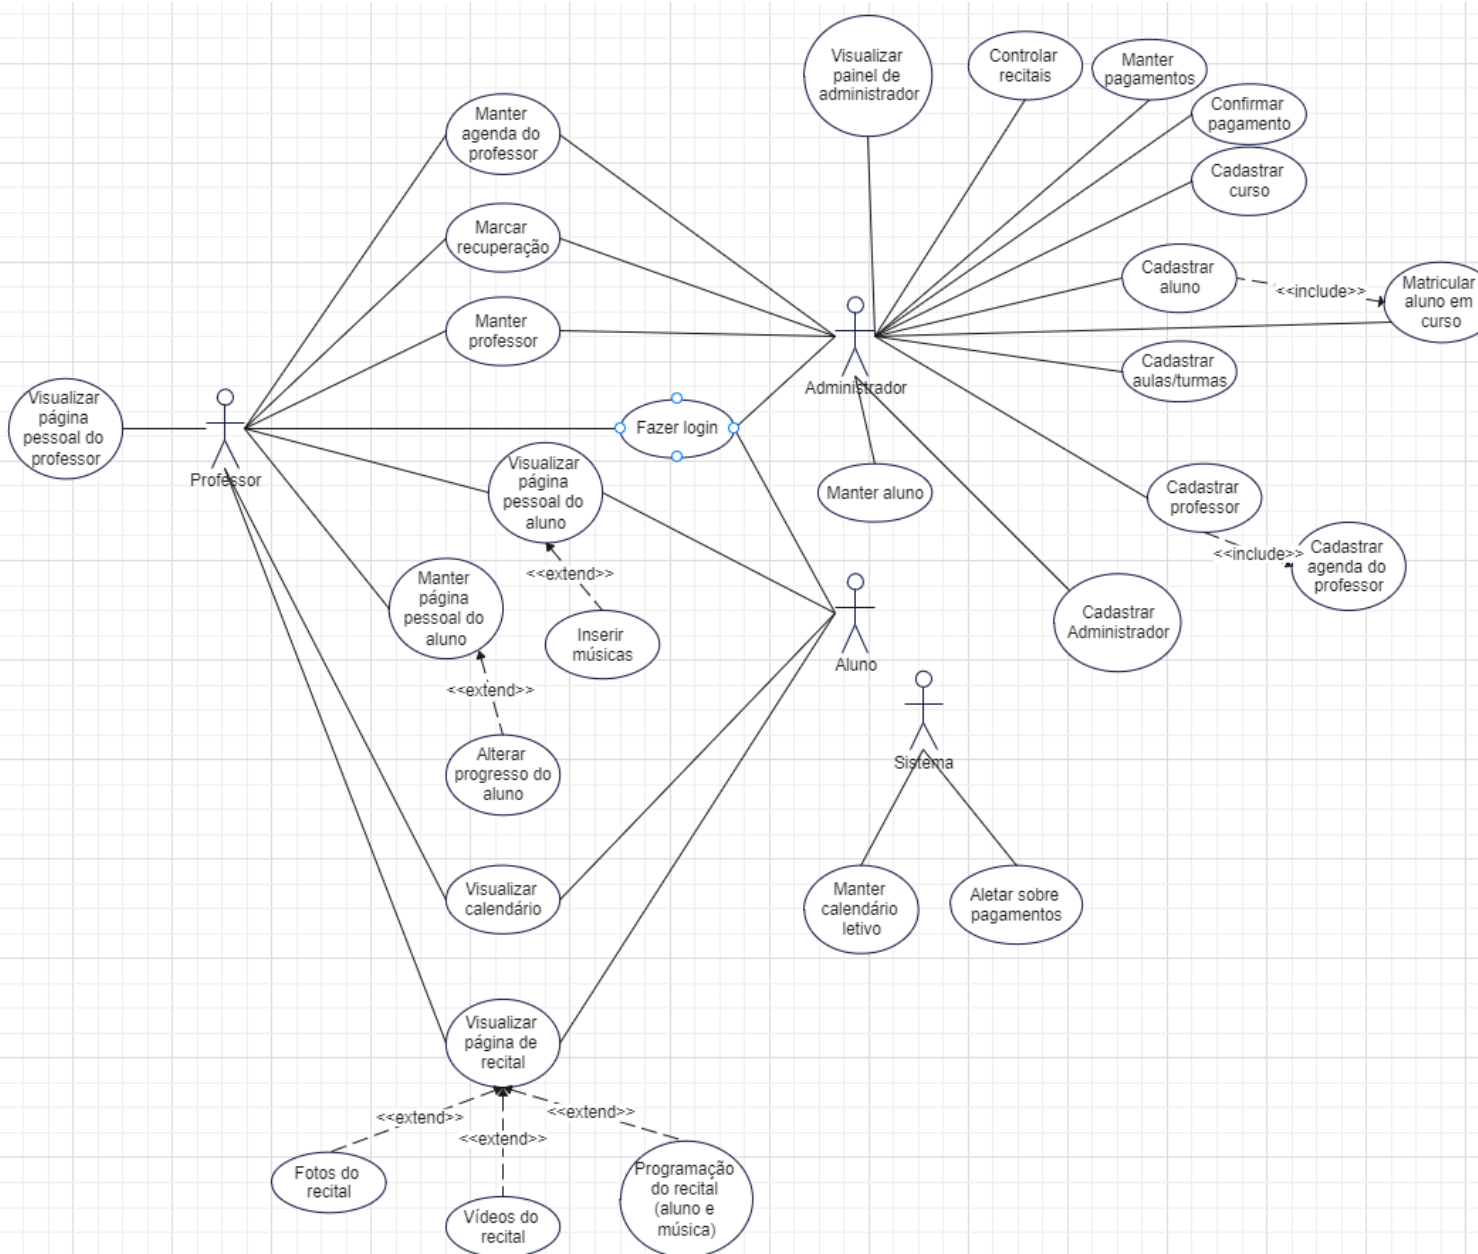 Visualizar
painel de
administrador
Controlar
recitais
Manter
pagamentos
Confirmar
pagamento
Manter
agenda do
professor
Cadastrar
curso
Marcar
recuperação
Cadastrar
aluno
<<include>>
Matricular
aluno em
curso
Manter
professor
Administrador
Cadastrar
aulas/turmas
Visualizar
página
pessoal do
professor
Professor
Fazer login
Visualizar
página
pessoal do
aluno
Manter aluno
Cadastrar
professor
<<include>>
Cadastrar
agenda do
professor
<<extend>>
Manter
página
pessoal do
aluno
Inserir
músicas
Aluno
Cadastrar
Administrador
<<extend>>
Alterar
progresso do
aluno
Sistema
Visualizar
calendário
Manter
calendário
letivo
Aletar sobre
pagamentos
Visualizar
página de
recital
<<extend>>
<<extend>>
<<extend>>
Fotos do
recital
Vídeos do
recital
Programação
do recital
(aluno e
música)